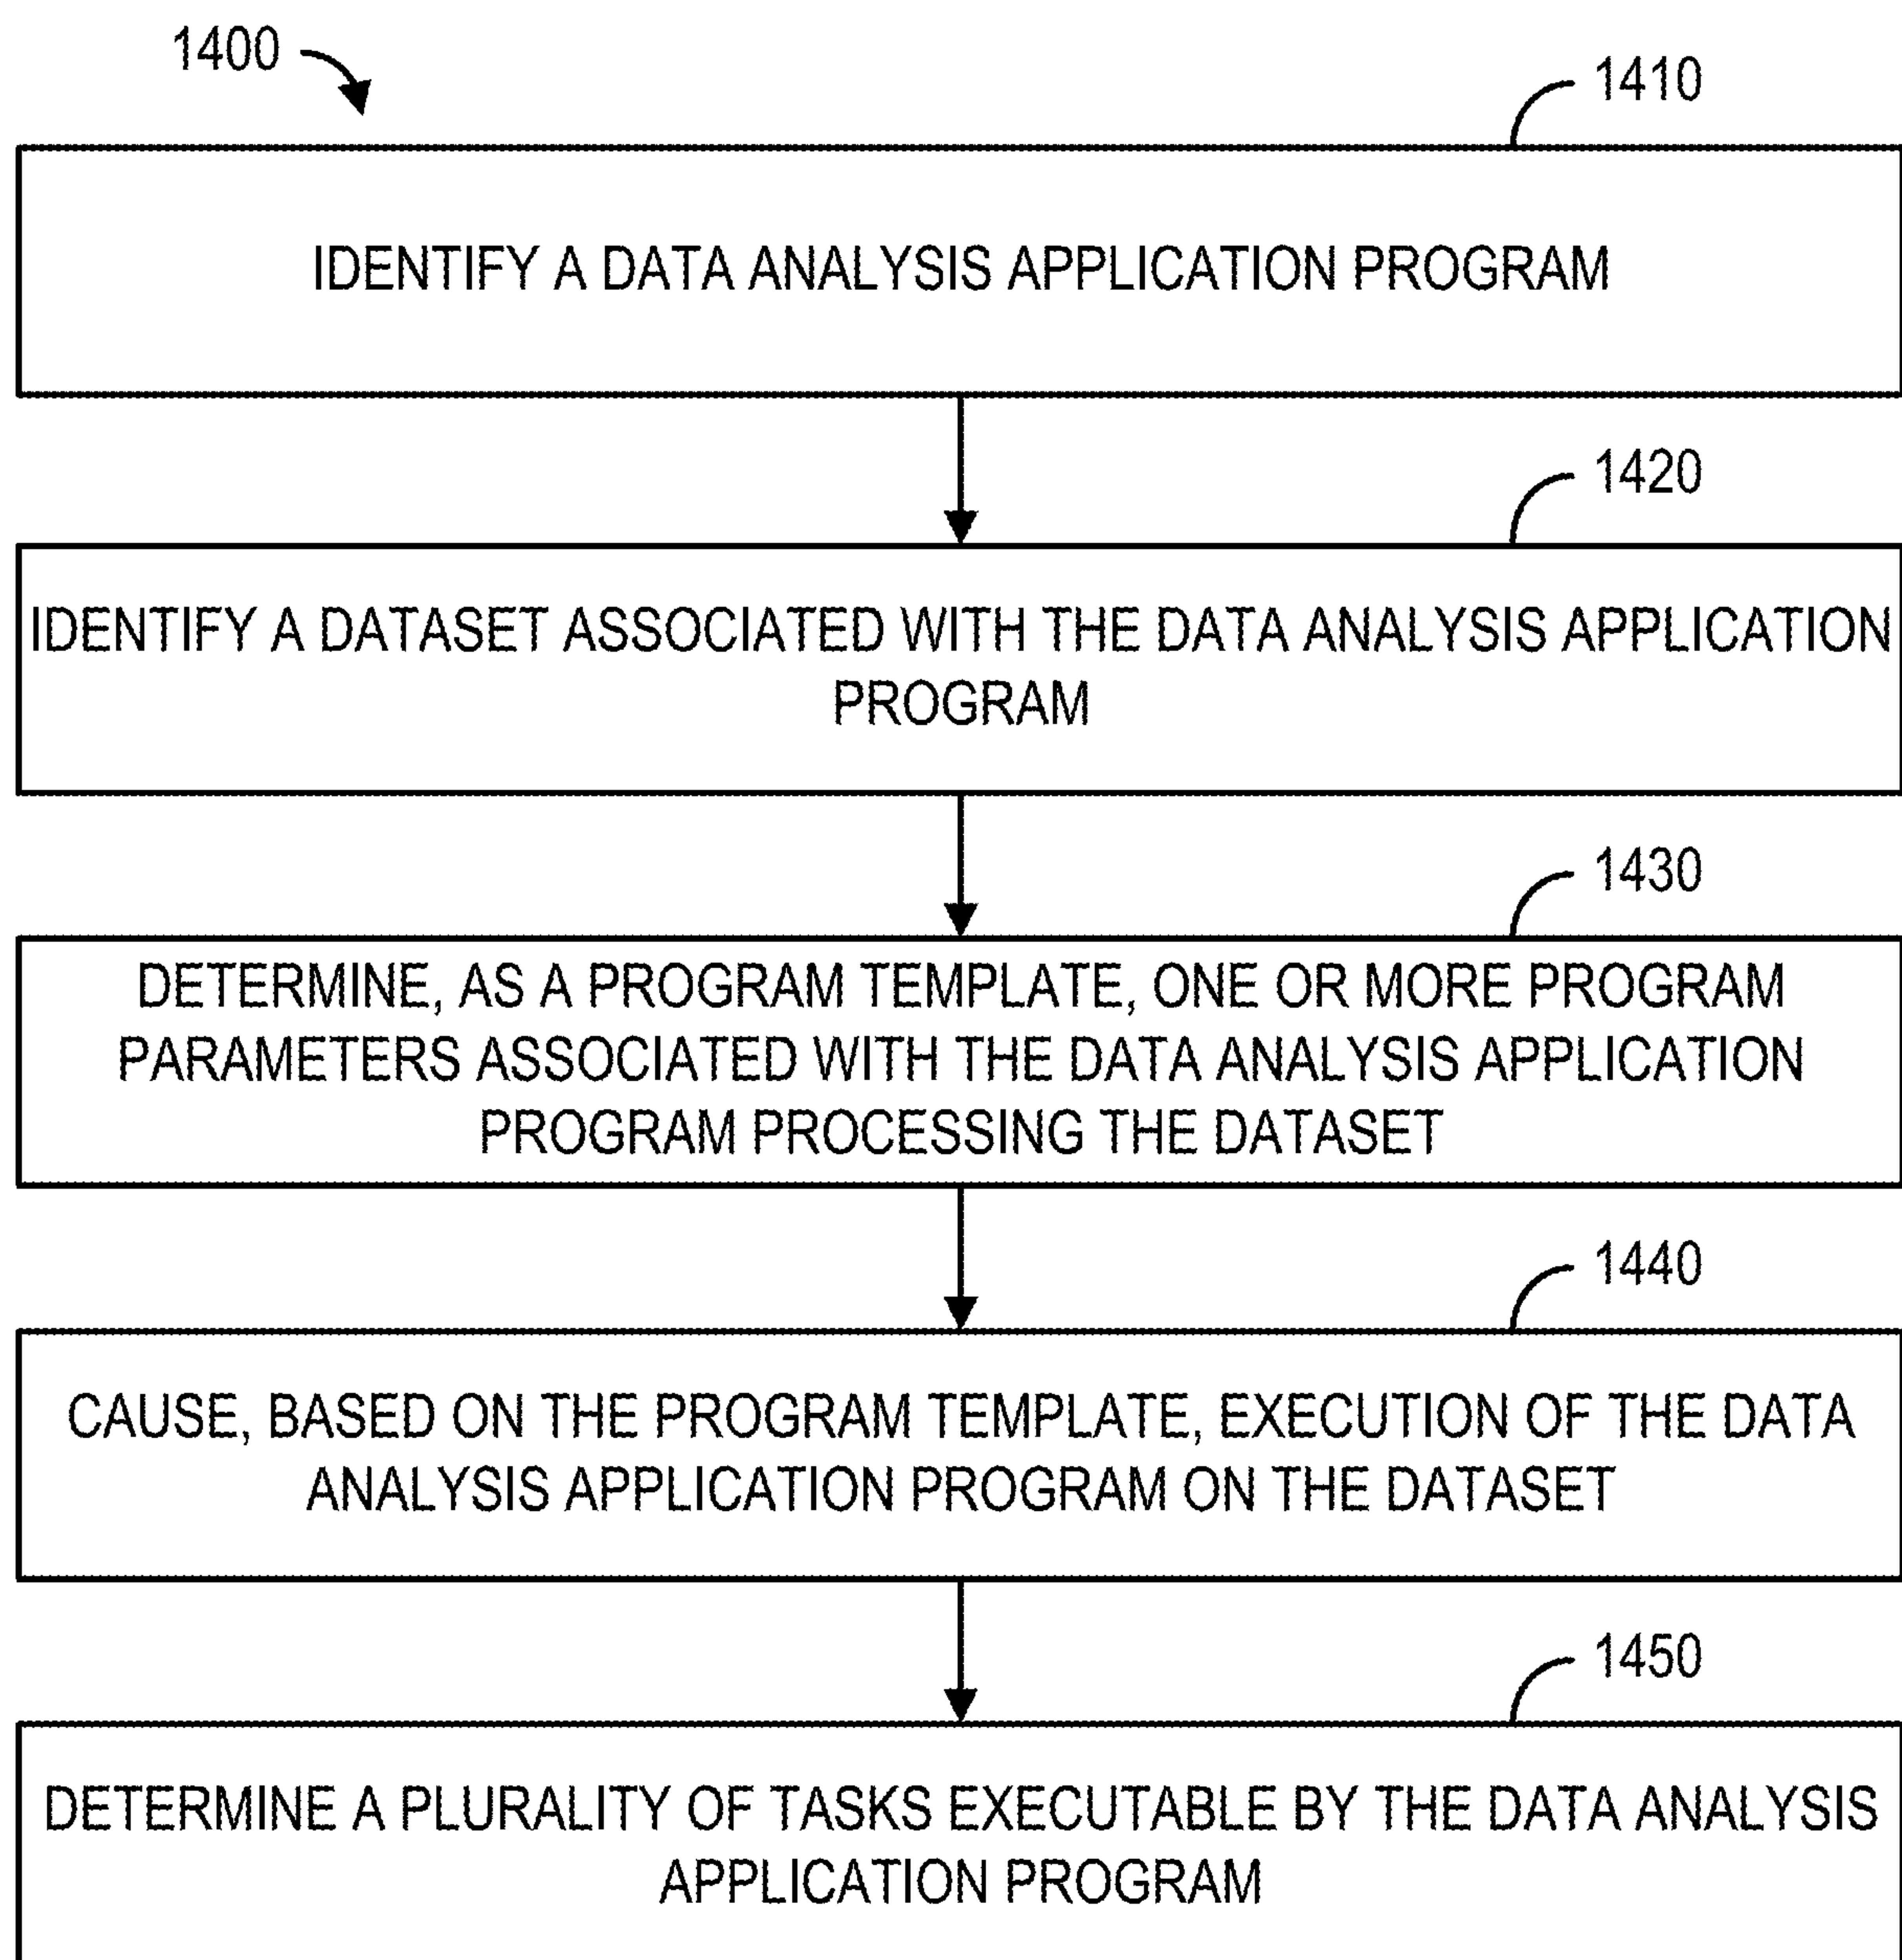 1400
1410
IDENTIFY A DATA ANALYSIS APPLICATION PROGRAM
1420
IDENTIFY A DATASET ASSOCIATED WITH THE DATA ANALYSIS APPLICATION
PROGRAM
1430
DETERMINE, AS A PROGRAM TEMPLATE, ONE OR MORE PROGRAM
PARAMETERS ASSOCIATED WITH THE DATA ANALYSIS APPLICATION
PROGRAM PROCESSING THE DATASET
1440
CAUSE, BASED ON THE PROGRAM TEMPLATE, EXECUTION OF THE DATA
ANALYSIS APPLICATION PROGRAM ON THE DATASET
1450
DETERMINE A PLURALITY OF TASKS EXECUTABLE BY THE DATA ANALYSIS
APPLICATION PROGRAM